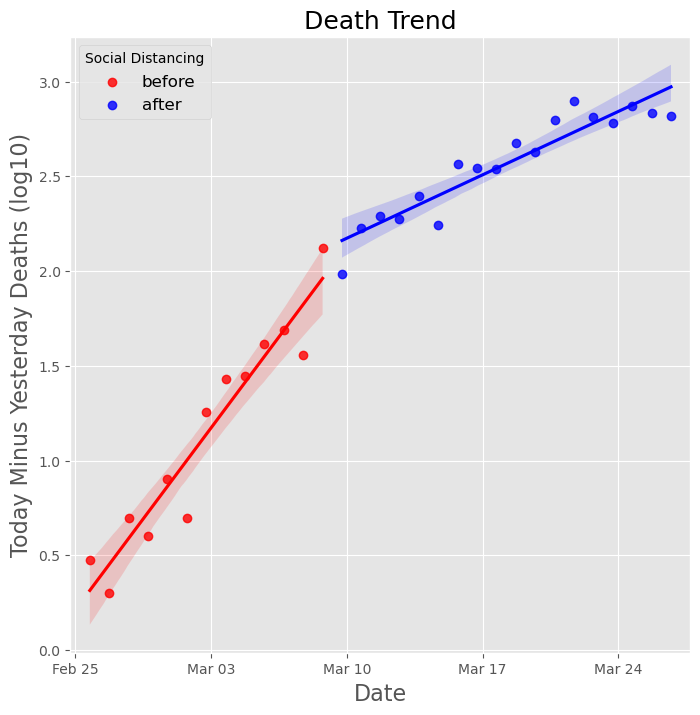 Death Trend
Social Distancing
before
after
Today Minus Yesterday Deaths (log10)
3.0
2.5
2.0
1.5
1.0
0.5
0.0
Feb 25
Mar 03
Mar 10
Mar 17
Mar 24
Date